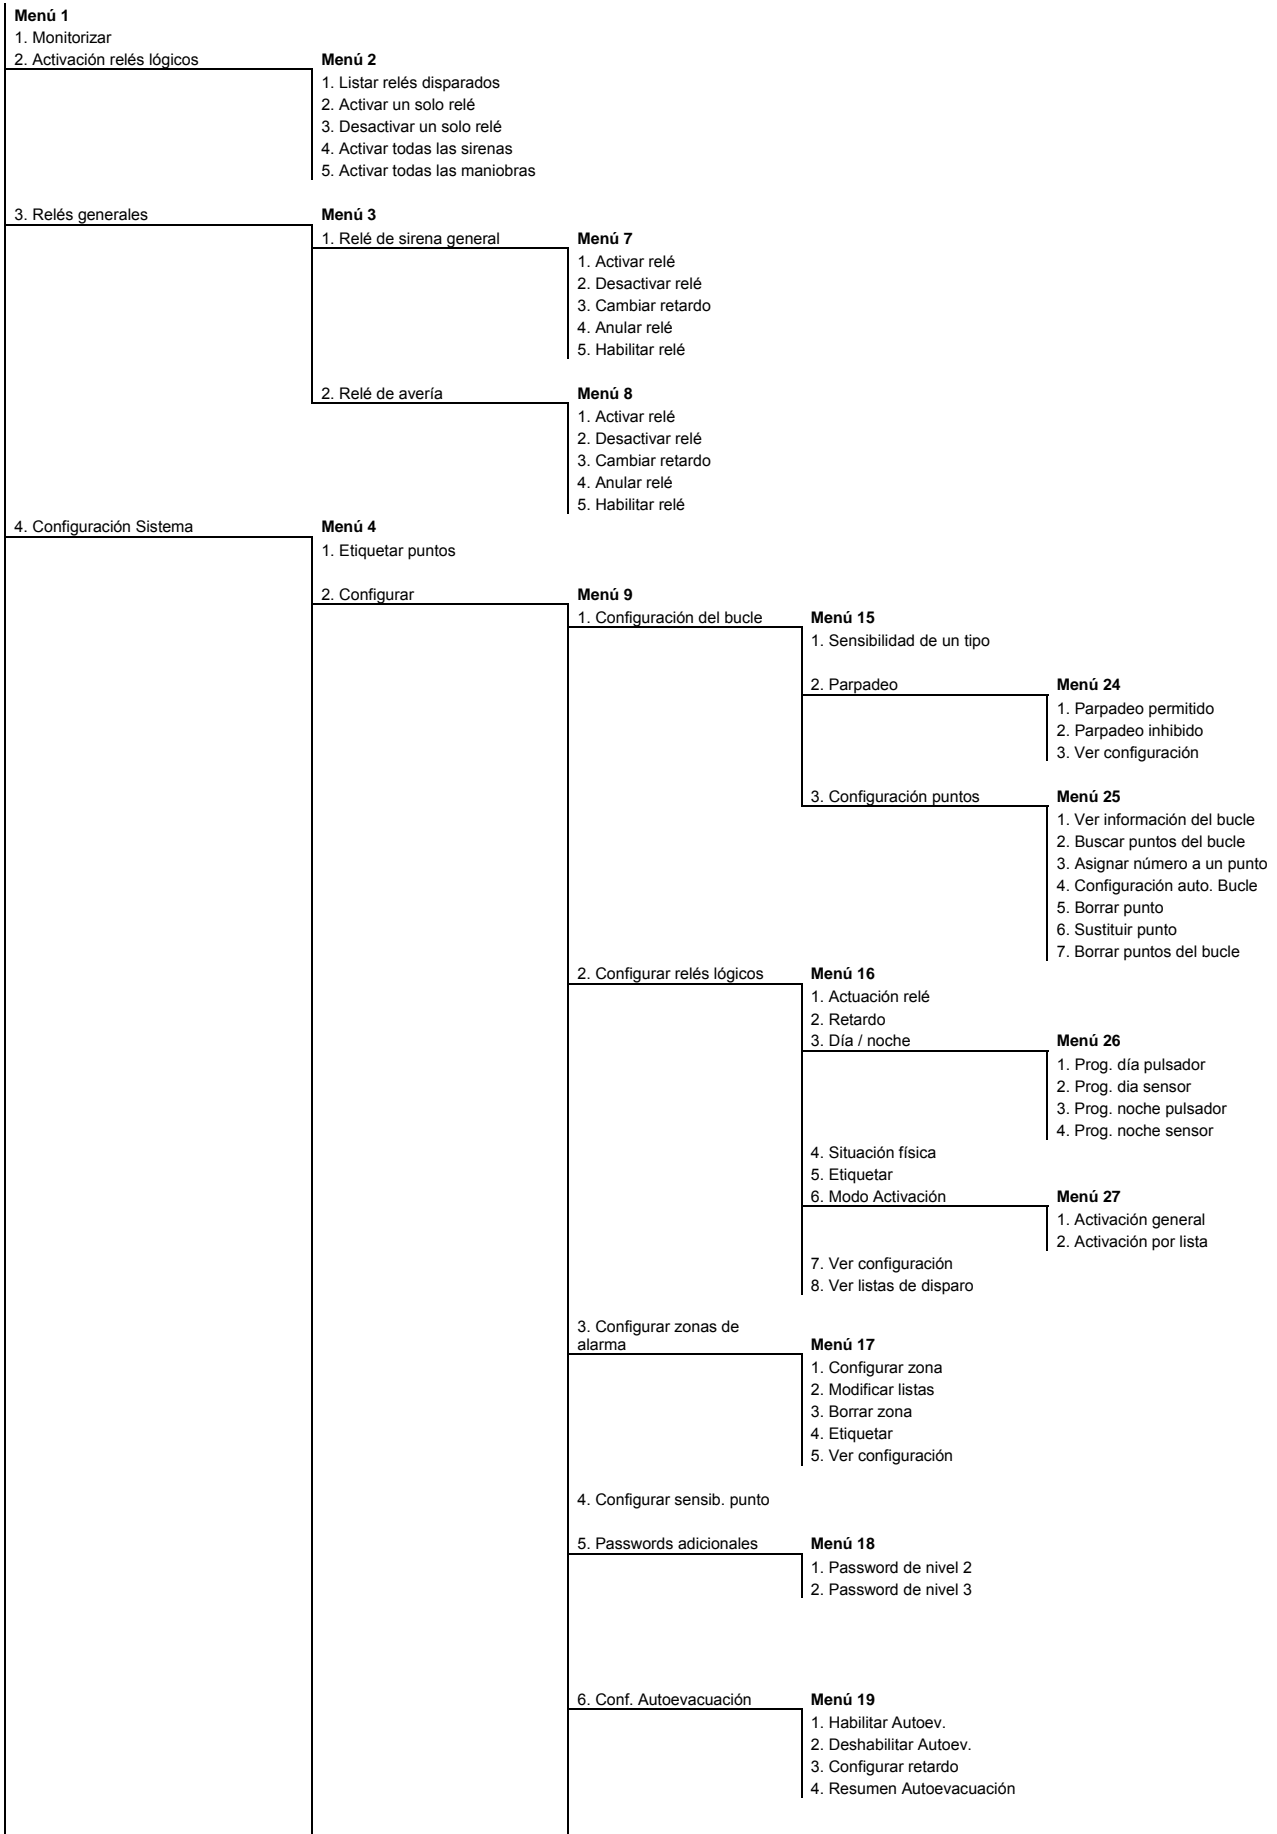 Menú 1
1. Monitorizar
2. Activación relés lógicos
Menú 2
1. Listar relés disparados
2. Activar un solo relé
3. Desactivar un solo relé
4. Activar todas las sirenas
5. Activar todas las maniobras
3. Relés generales
Menú 3
1. Relé de sirena general
Menú 7
1. Activar relé
2. Desactivar relé
3. Cambiar retardo
4. Anular relé
5. Habilitar relé
2. Relé de avería
Menú 8
1. Activar relé
2. Desactivar relé
3. Cambiar retardo
4. Anular relé
5. Habilitar relé
4. Configuración Sistema
Menú 4
1. Etiquetar puntos
2. Configurar
Menú 9
1. Configuración del bucle
Menú 15
1. Sensibilidad de un tipo
2. Parpadeo
Menú 24
1. Parpadeo permitido
2. Parpadeo inhibido
3. Ver configuración
3. Configuración puntos
Menú 25
1. Ver información del bucle
2. Buscar puntos del bucle
3. Asignar número a un punto
4. Configuración auto. Bucle
5. Borrar punto
6. Sustituir punto
7. Borrar puntos del bucle
2. Configurar relés lógicos
Menú 16
1. Actuación relé
2. Retardo
3. Día / noche
Menú 26
1. Prog. día pulsador
2. Prog. dia sensor
3. Prog. noche pulsador
4. Prog. noche sensor
4. Situación física
5. Etiquetar
6. Modo Activación
Menú 27
1. Activación general
2. Activación por lista
7. Ver configuración
8. Ver listas de disparo
3. Configurar zonas de
alarma
Menú 17
1. Configurar zona
2. Modificar listas
3. Borrar zona
4. Etiquetar
5. Ver configuración
4. Configurar sensib. punto
5. Passwords adicionales
Menú 18
1. Password de nivel 2
2. Password de nivel 3
6. Conf. Autoevacuación
Menú 19
1. Habilitar Autoev.
2. Deshabilitar Autoev.
3. Configurar retardo
4. Resumen Autoevacuación